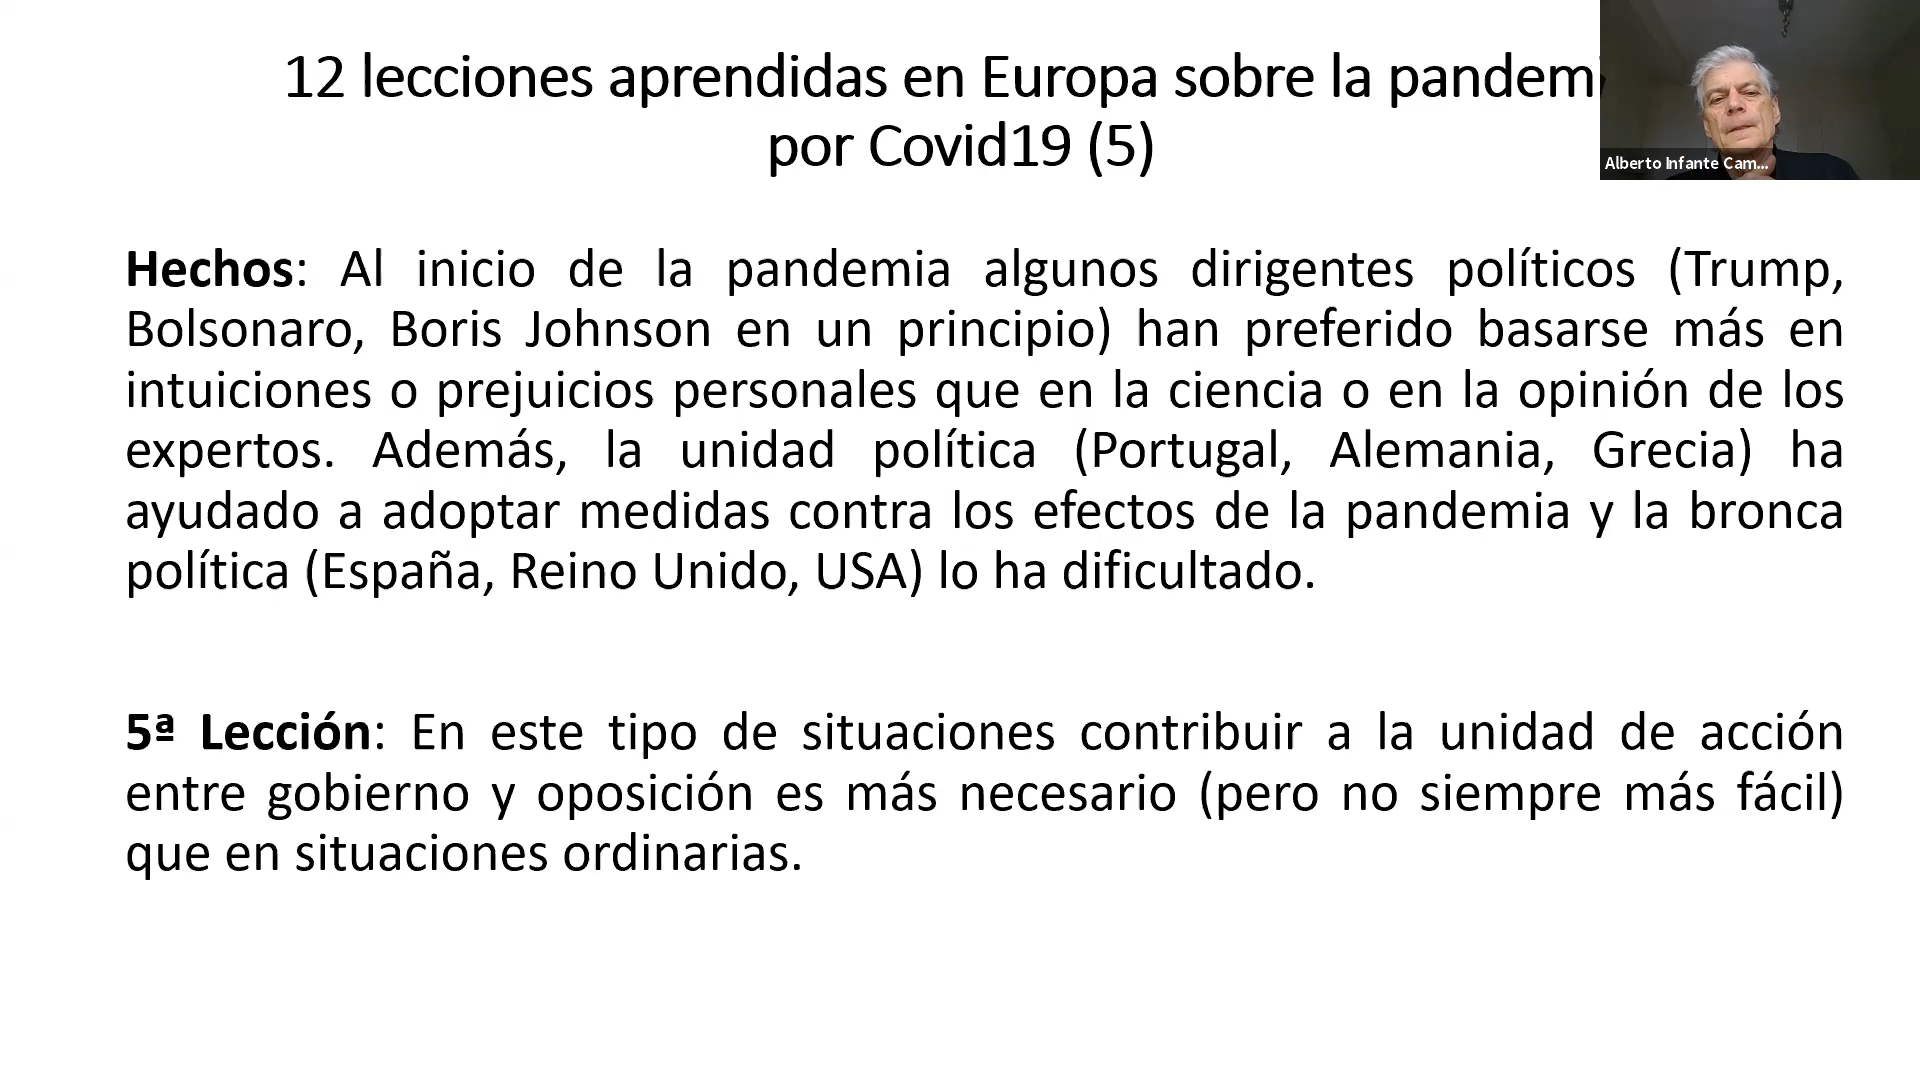 12 lecciones aprendidas en Europa sobre la pandemi
por Covid19 (5)
Alberto Infante Cam...
Hechos: Al inicio de la pandemia algunos dirigentes políticos (Trump,
Bolsonaro, Boris Johnson en un principio) han preferido basarse más en
intuiciones o prejuicios personales que en la ciencia o en la opinión de los
expertos. Además, la unidad política (Portugal, Alemania, Grecia) ha
ayudado a adoptar medidas contra los efectos de la pandemia y la bronca
política (España, Reino Unido, USA) lo ha dificultado.
5ª Lección: En este tipo de situaciones contribuir a la unidad de acción
entre gobierno y oposición es más necesario (pero no siempre más fácil)
que en situaciones ordinarias.